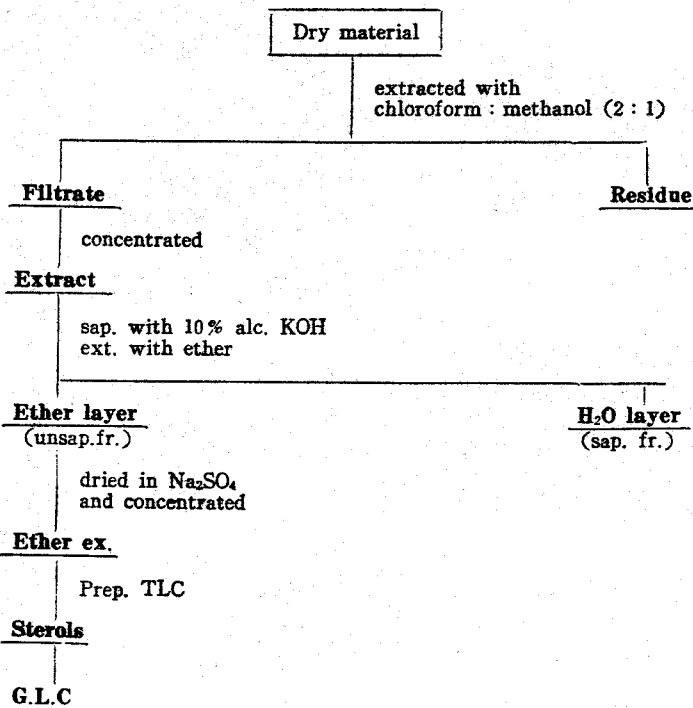 Dry material
extracted with
chloroform : methanol (2 : 1)
Filtrate
Residue
concentrated
Extract
sap. with 10% alc. KOH
ext. with ether
Ether layer
(unsap.fr.)
H₂O layer
(sap. fr.)
dried in Na₂SO₄
and concentrated
Ether ex.
Prep. TLC
Sterols
G.L.C